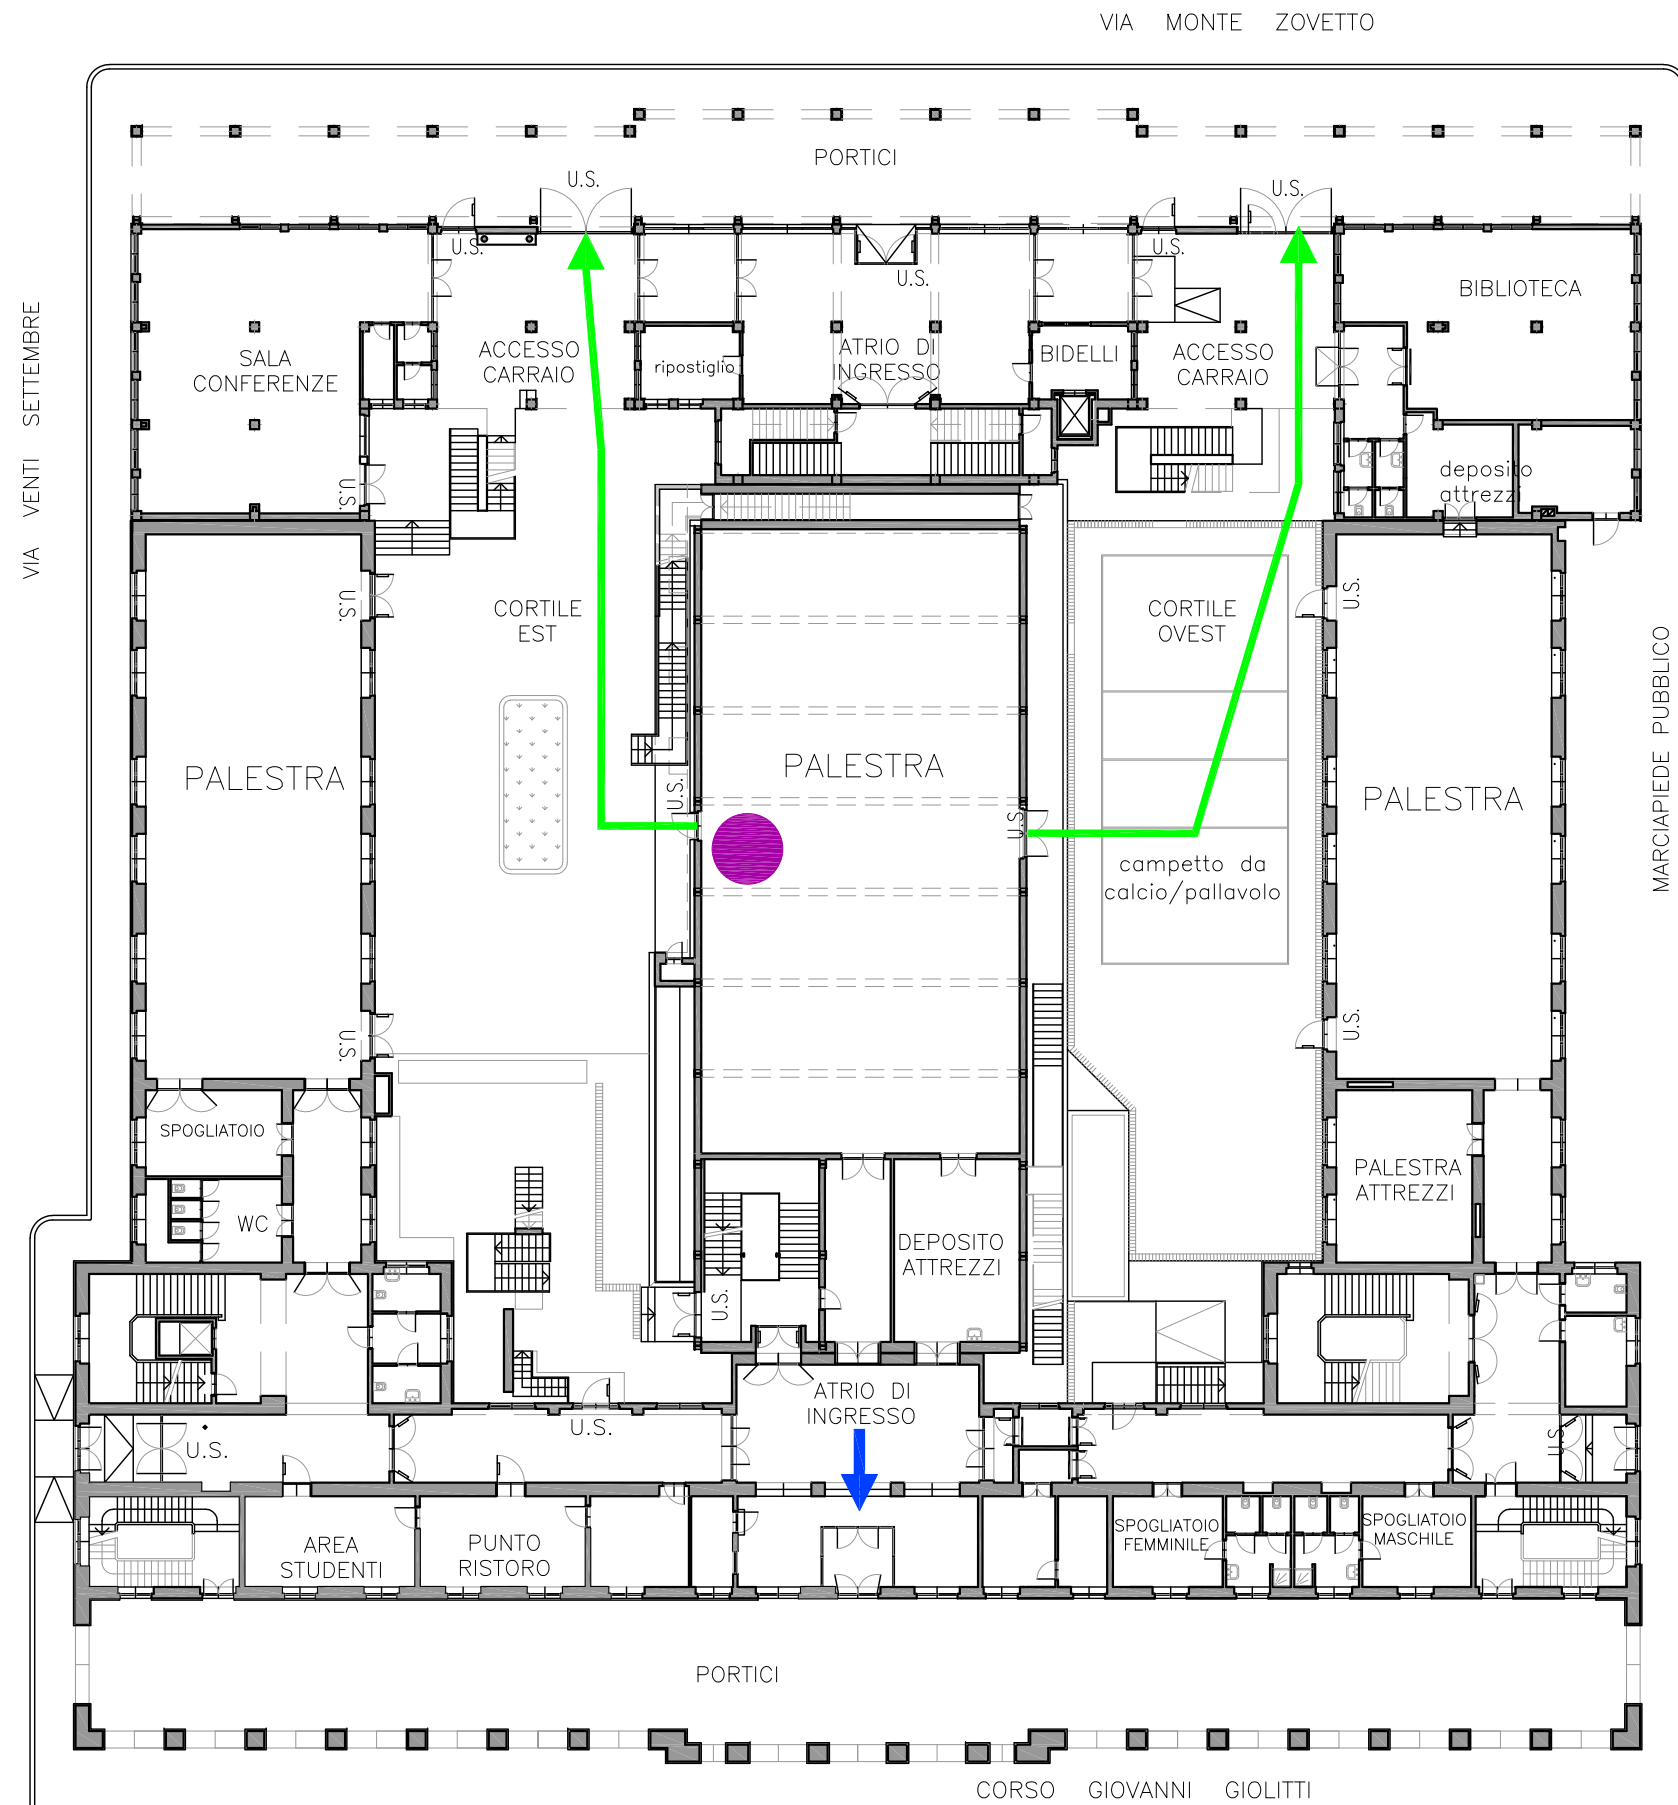 VIA MONTE ZOVETTO
PORTICI
U.S.
U.S.
U.S.
U.S.
U.S.
BIBLIOTECA
VIA VENTI SETTEMBRE
SALA
CONFERENZE
ACCESSO
CARRAIO
ripostiglio
ATRIO DI
INGRESSO
BIDELLI
ACCESSO
CARRAIO
deposito
attrezzi
U.S.
U.S.
CORTILE
EST
CORTILE
OVEST
U.S.
MARCIAPIEDE PUBBLICO
PALESTRA
PALESTRA
PALESTRA
U.S.
U.S.
campetto da
calcio/pallavolo
U.S.
U.S.
SPOGLIATOIO
PALESTRA
ATTREZZI
WC
DEPOSITO
ATTREZZI
U.S.
ATRIO DI
INGRESSO
U.S.
U.S.
U.S.
AREA
STUDENTI
PUNTO
RISTORO
SPOGLIATOIO
FEMMINILE
SPOGLIATOIO
MASCHILE
PORTICI
CORSO GIOVANNI GIOLITTI